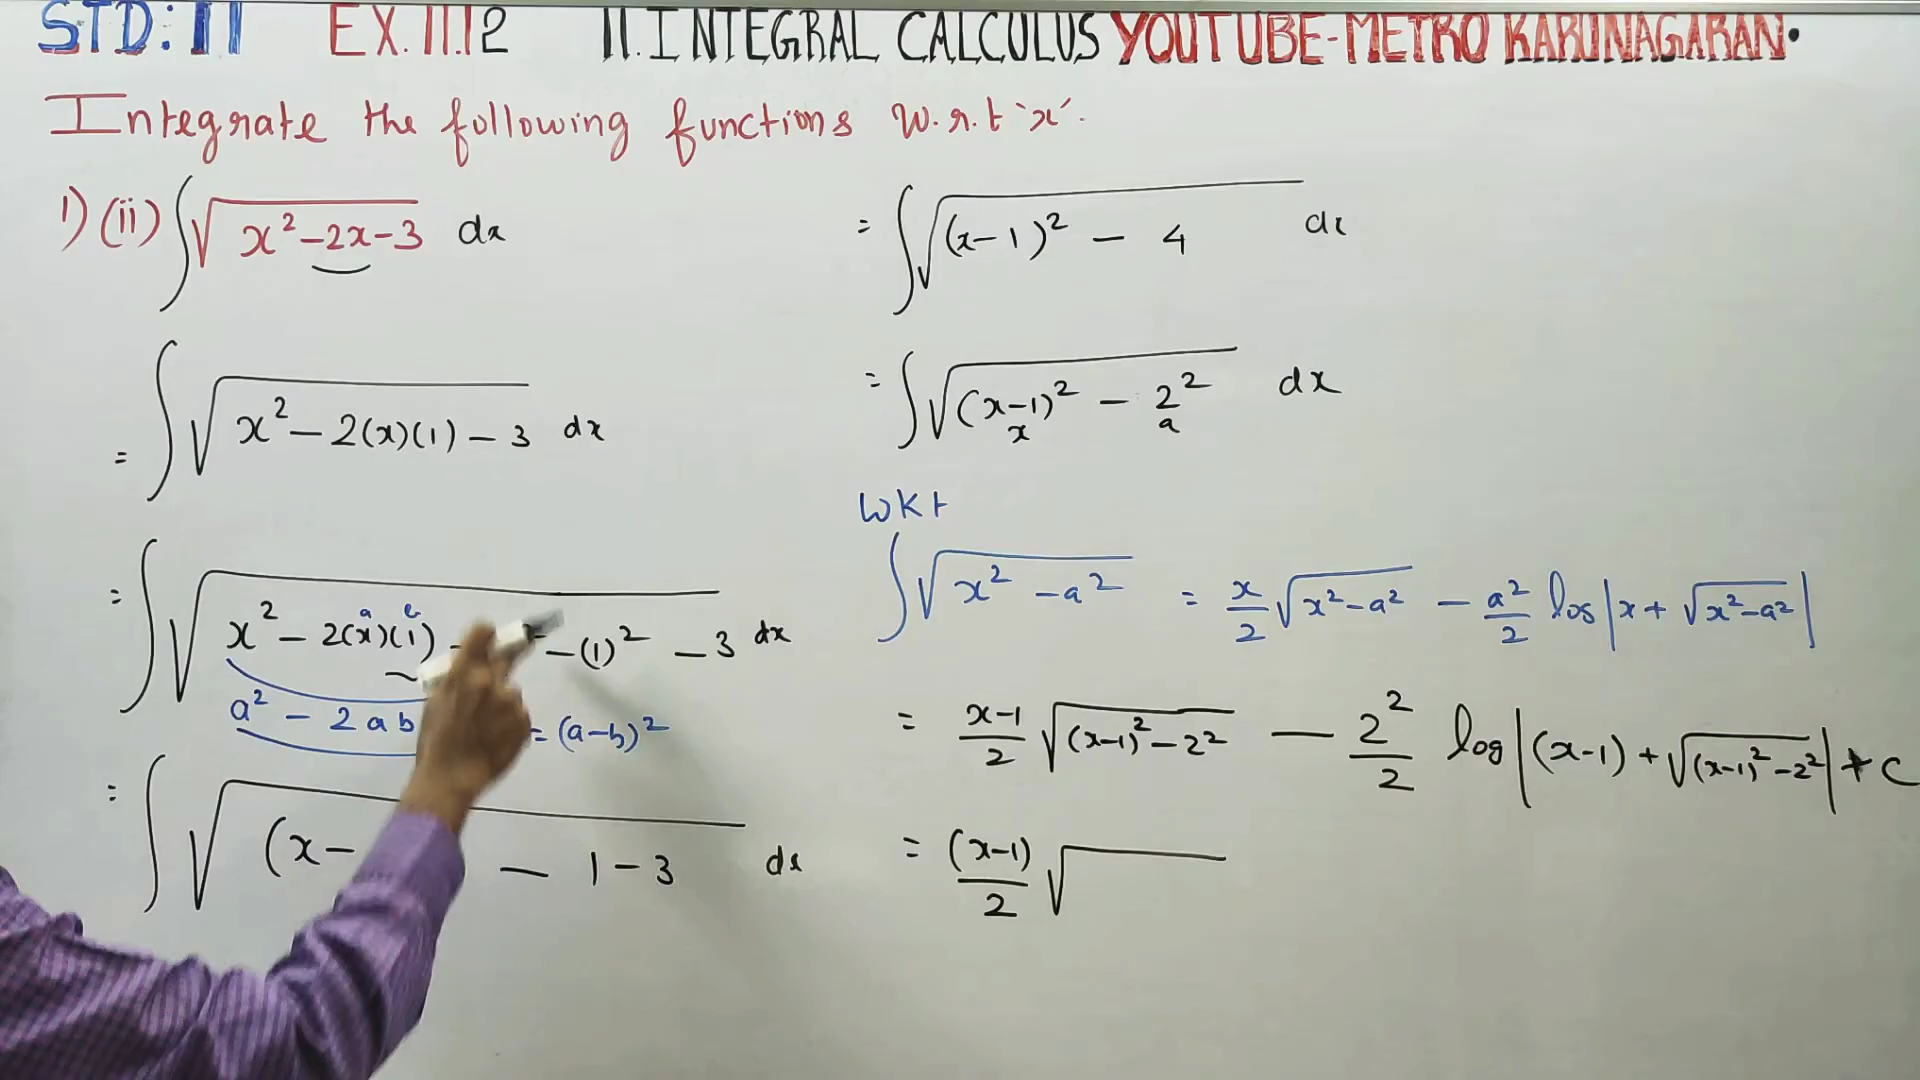 STD: 11 EX.11.12 11. INTEGRAL CALCULUS YOUTUBE-METRO KARUNAGARAN.
Integrate the following functions w.r.t 'x'.
1) (ii) ∫√(x² - 2x - 3) dx
= ∫√(x² - 2(x)(1) - 3) dx
= ∫√(x² - 2(x)(1) - (1)² - 3) dx
a b
a² - 2ab = (a-b)²
= ∫√((x- - 1 - 3) dx
= ∫√((x-1)² - 4) dx
= ∫√((x-1)² - 2²) dx
x a
WKT
∫√(x² - a²) = x/2 √(x² - a²) - a²/2 log|x + √(x² - a²)|
= (x-1)/2 √((x-1)² - 2²) - 2²/2 log|(x-1) + √((x-1)² - 2²)| + c
= (x-1)/2 √